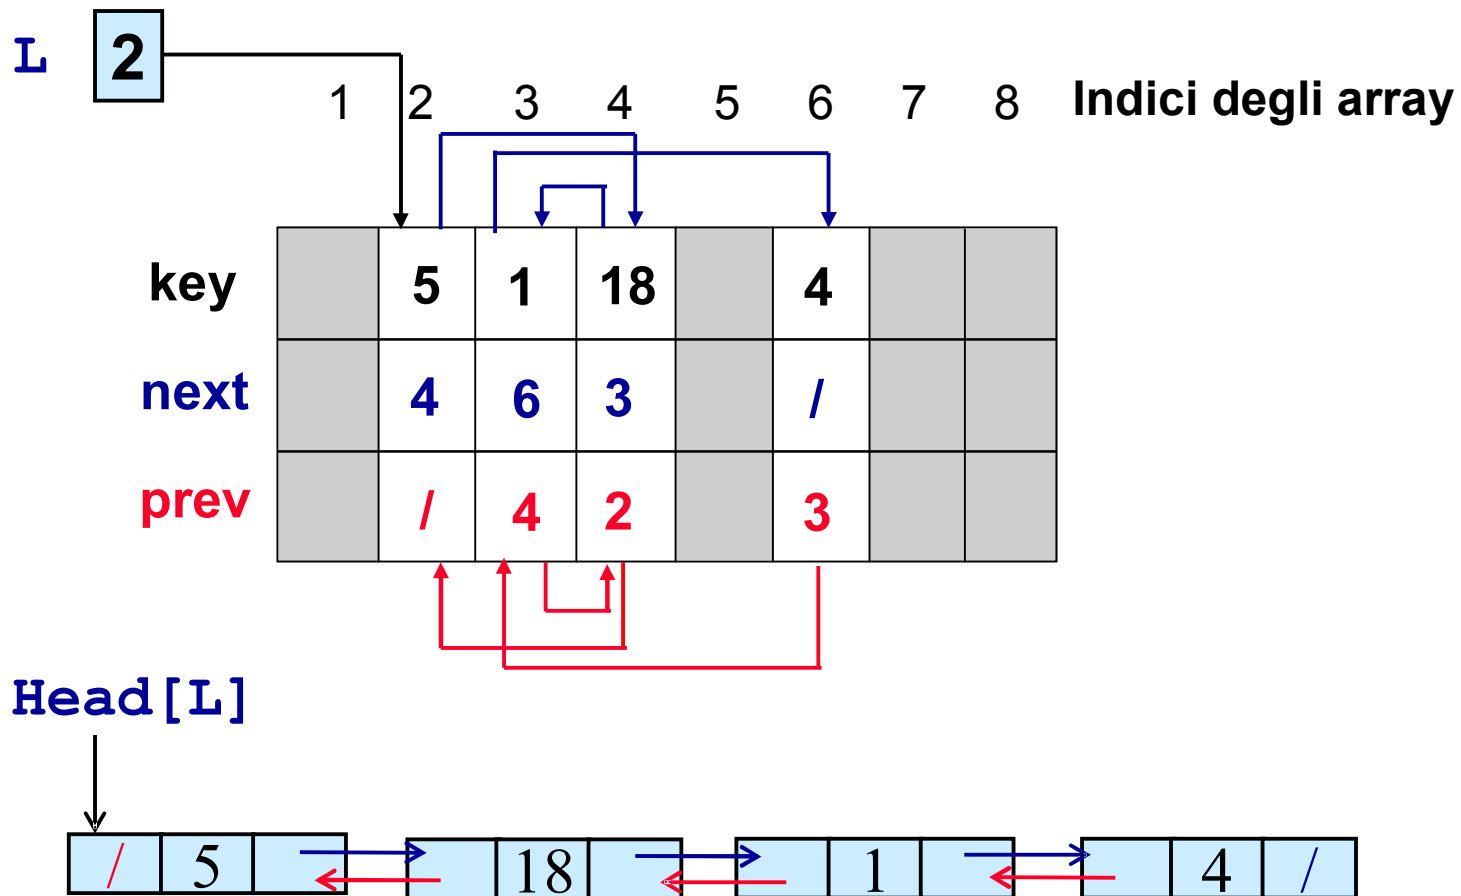 L 2
1 2 3 4 5 6 7 8 Indici degli array
key 5 1 18 4
next 4 6 3 /
prev / 4 2 3
Head[L]
/ 5 18 1 4 /